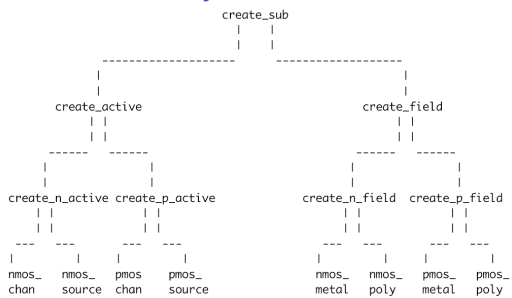 create_sub
create_active create_field
create_n_active create_p_active create_n_field create_p_field
nmos_ nmos_ pmos pmos_ nmos_ nmos_ pmos_ pmos_
chan source chan source metal poly metal poly